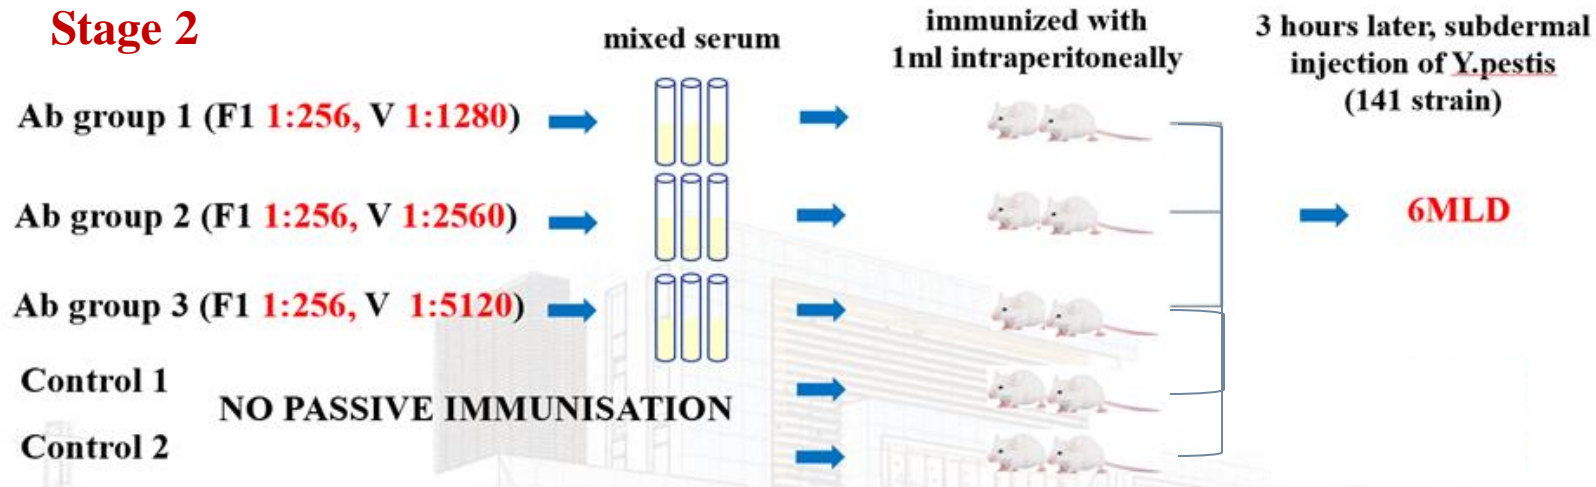 Stage 2
mixed serum
immunized with
1ml intraperitoneally
3 hours later, subdermal
injection of Y.pestis
(141 strain)
Ab group 1 (F1 1:256, V 1:1280)
Ab group 2 (F1 1:256, V 1:2560)
6MLD
Ab group 3 (F1 1:256, V 1:5120)
Control 1
NO PASSIVE IMMUNISATION
Control 2